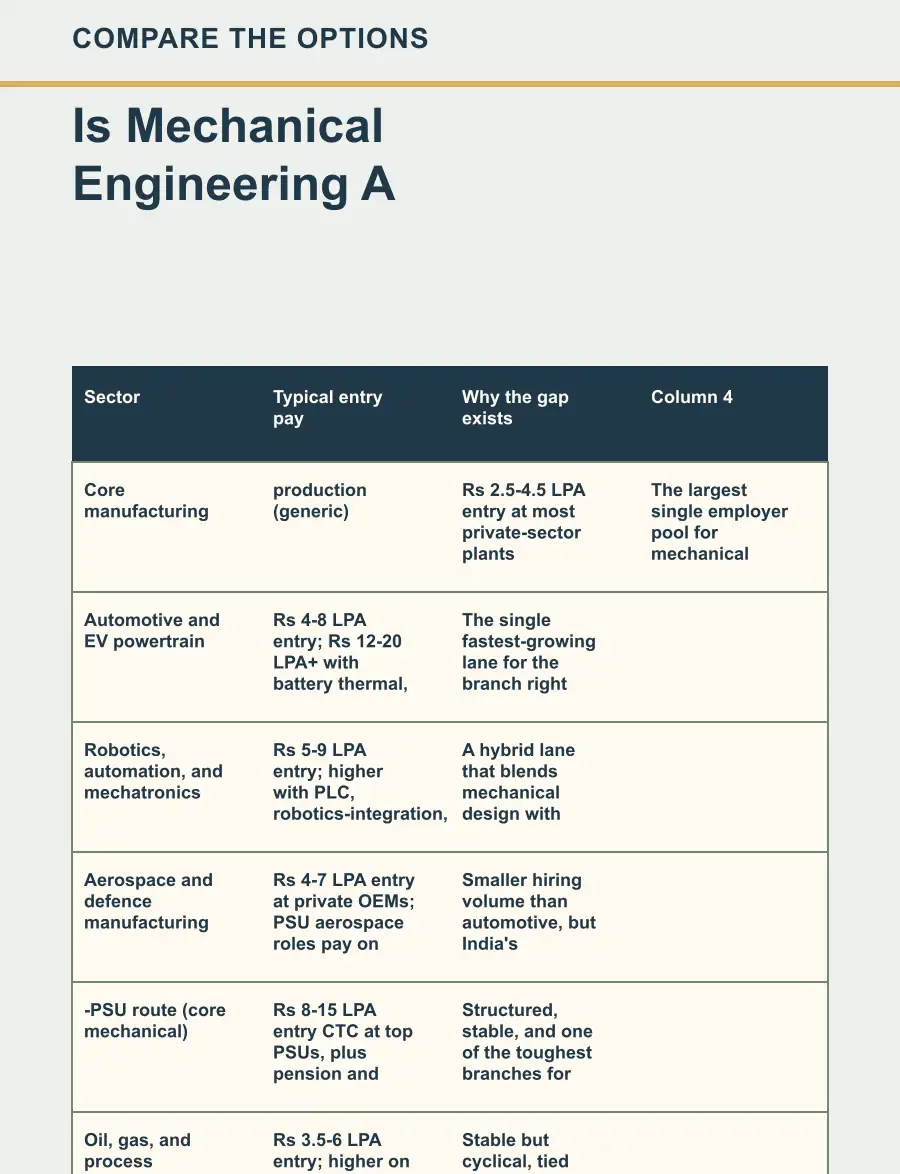 COMPARE THE OPTIONS
Is Mechanical
Engineering A
Sector
Typical entry
pay
Why the gap
exists
Column 4
Core
manufacturing
production
(generic)
Rs 2.5-4.5 LPA
entry at most
private-sector
plants
The largest
single employer
pool for
mechanical
Automotive and
EV powertrain
Rs 4-8 LPA
entry; Rs 12-20
LPA+ with
battery thermal,
The single
fastest-growing
lane for the
branch right
Robotics,
automation, and
mechatronics
Rs 5-9 LPA
entry; higher
with PLC,
robotics-integration,
A hybrid lane
that blends
mechanical
design with
Aerospace and
defence
manufacturing
Rs 4-7 LPA entry
at private OEMs;
PSU aerospace
roles pay on
Smaller hiring
volume than
automotive, but
India's
-PSU route (core
mechanical)
Rs 8-15 LPA
entry CTC at top
PSUs, plus
pension and
Structured,
stable, and one
of the toughest
branches for
Oil, gas, and
process
Rs 3.5-6 LPA
entry; higher on
Stable but
cyclical, tied